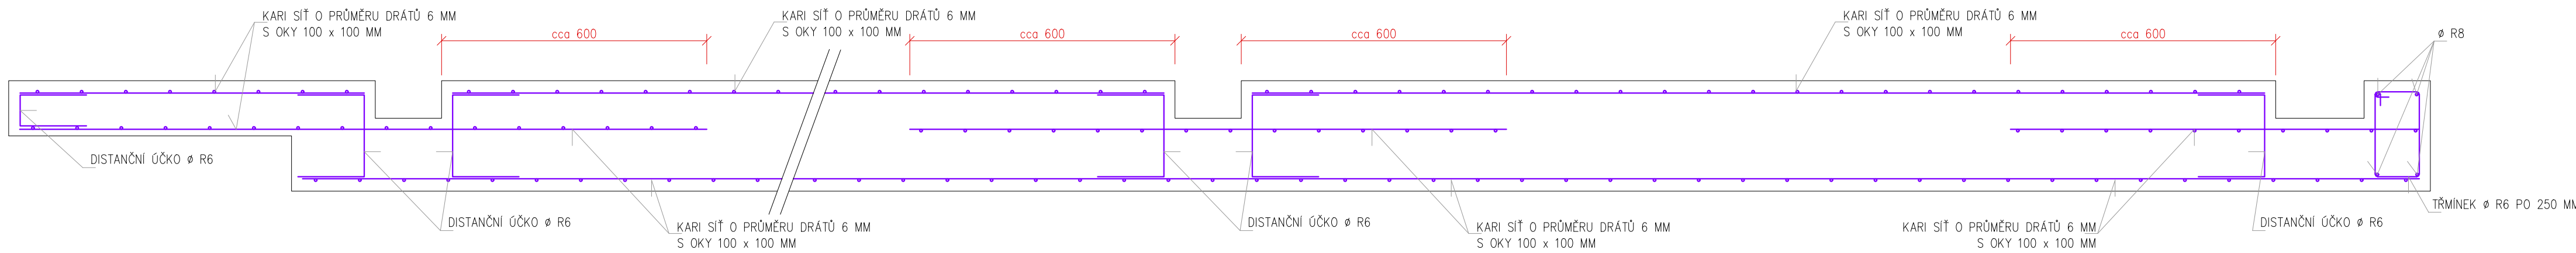 KARI SÍŤ O PRŮMĚRU DRÁTŮ 6 MM
S OKY 100 x 100 MM
KARI SÍŤ O PRŮMĚRU DRÁTŮ 6 MM
S OKY 100 x 100 MM
KARI SÍŤ O PRŮMĚRU DRÁTŮ 6 MM
S OKY 100 x 100 MM
cca 600
cca 600
cca 600
cca 600
ø R8
DISTANČNÍ ÚČKO ø R6
DISTANČNÍ ÚČKO ø R6
KARI SÍŤ O PRŮMĚRU DRÁTŮ 6 MM
S OKY 100 x 100 MM
DISTANČNÍ ÚČKO ø R6
KARI SÍŤ O PRŮMĚRU DRÁTŮ 6 MM
S OKY 100 x 100 MM
KARI SÍŤ O PRŮMĚRU DRÁTŮ 6 MM
S OKY 100 x 100 MM
DISTANČNÍ ÚČKO ø R6
TŘMÍNEK ø R6 PO 250 MM